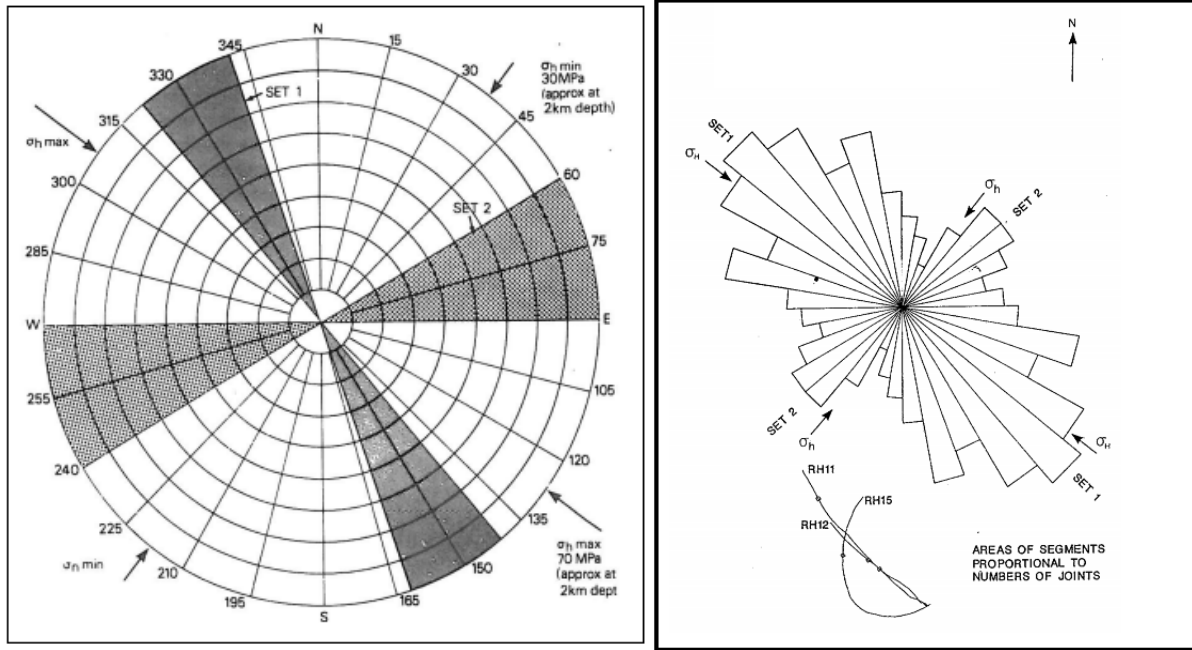 N
345
15
330
30
SET 1
σh min
30MPa
(approx at
2km depth)
315
45
σh max
300
60
SET 2
285
75
W
E
255
105
240
120
225
135
σh min
210
150
σh max
70 MPa
(approx at
2km dept
195
165
S
N
SET1
σH
σh
SET 2
SET 2
σh
σH
SET 1
RH11
RH15
RH12
AREAS OF SEGMENTS
PROPORTIONAL TO
NUMBERS OF JOINTS